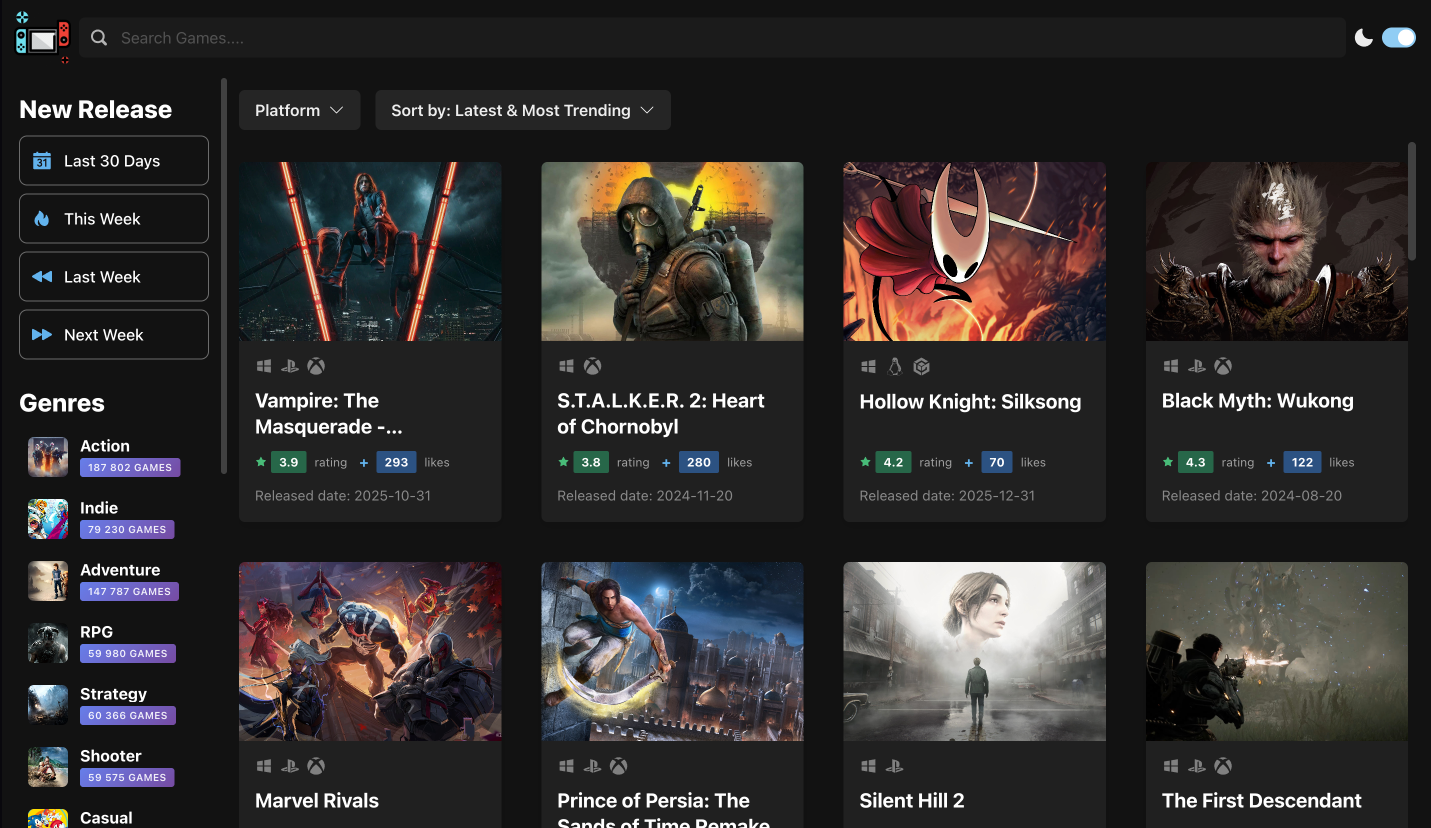 Search Games....
New Release
Last 30 Days
This Week
Last Week
Next Week
Genres
Action
187 802 GAMES
Indie
79 230 GAMES
Adventure
147 787 GAMES
RPG
59 980 GAMES
Strategy
60 366 GAMES
Shooter
59 575 GAMES
Casual
Platform
Sort by: Latest & Most Trending
Vampire: The
Masquerade -...
3.9 rating + 293 likes
Released date: 2025-10-31
S.T.A.L.K.E.R. 2: Heart
of Chornobyl
3.8 rating + 280 likes
Released date: 2024-11-20
Hollow Knight: Silksong
4.2 rating + 70 likes
Released date: 2025-12-31
悟空
Black Myth: Wukong
4.3 rating + 122 likes
Released date: 2024-08-20
Marvel Rivals
Prince of Persia: The
Sands of Time Remake
Silent Hill 2
The First Descendant